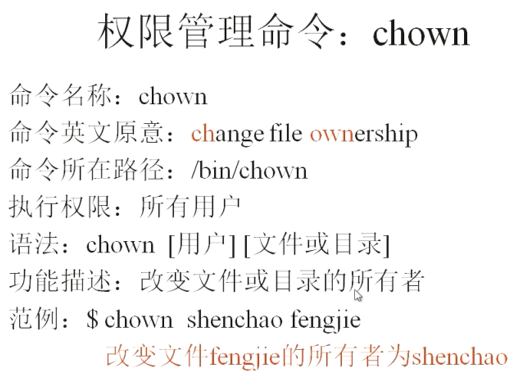 权限管理命令：chown
命令名称：chown
命令英文原意：change file ownership
命令所在路径：/bin/chown
执行权限：所有用户
语法：chown [用户] [文件或目录]
功能描述：改变文件或目录的所有者
范例：$ chown shenchao fengjie
改变文件fengjie的所有者为shenchao